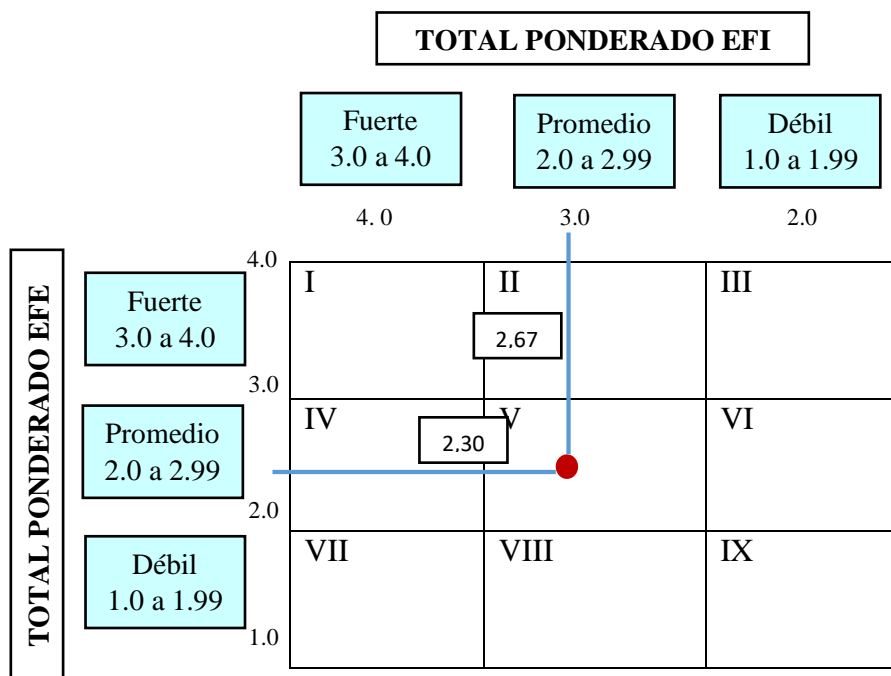 TOTAL PONDERADO EFI
Fuerte
3.0 a 4.0
Promedio
2.0 a 2.99
Débil
1.0 a 1.99
4. 0
3.0
2.0
TOTAL PONDERADO EFE
4.0
Fuerte
3.0 a 4.0
3.0
Promedio
2.0 a 2.99
2.0
Débil
1.0 a 1.99
1.0
I
II
III
2,67
IV
V
VI
2,30
VII
VIII
IX